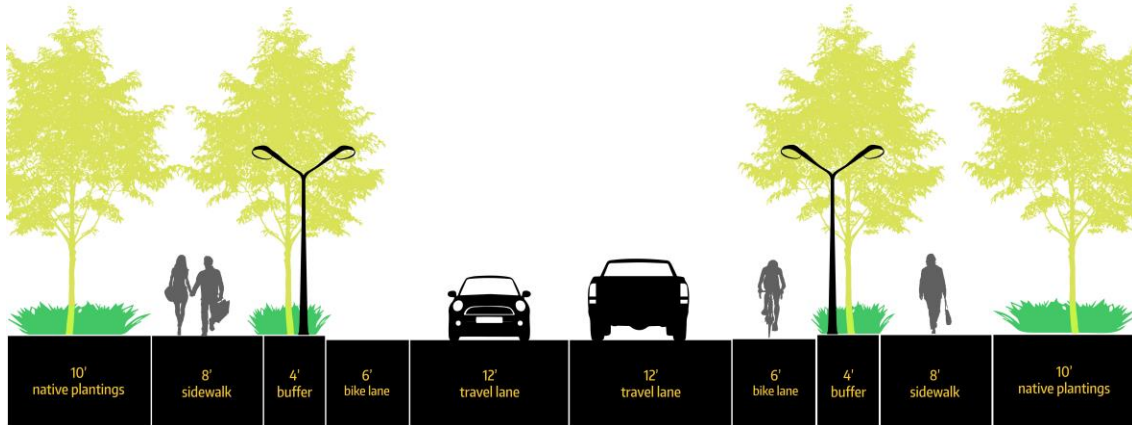 10'
native plantings
8'
sidewalk
4'
buffer
6'
bike lane
12'
travel lane
12'
travel lane
6'
bike lane
4'
buffer
8'
sidewalk
10'
native plantings